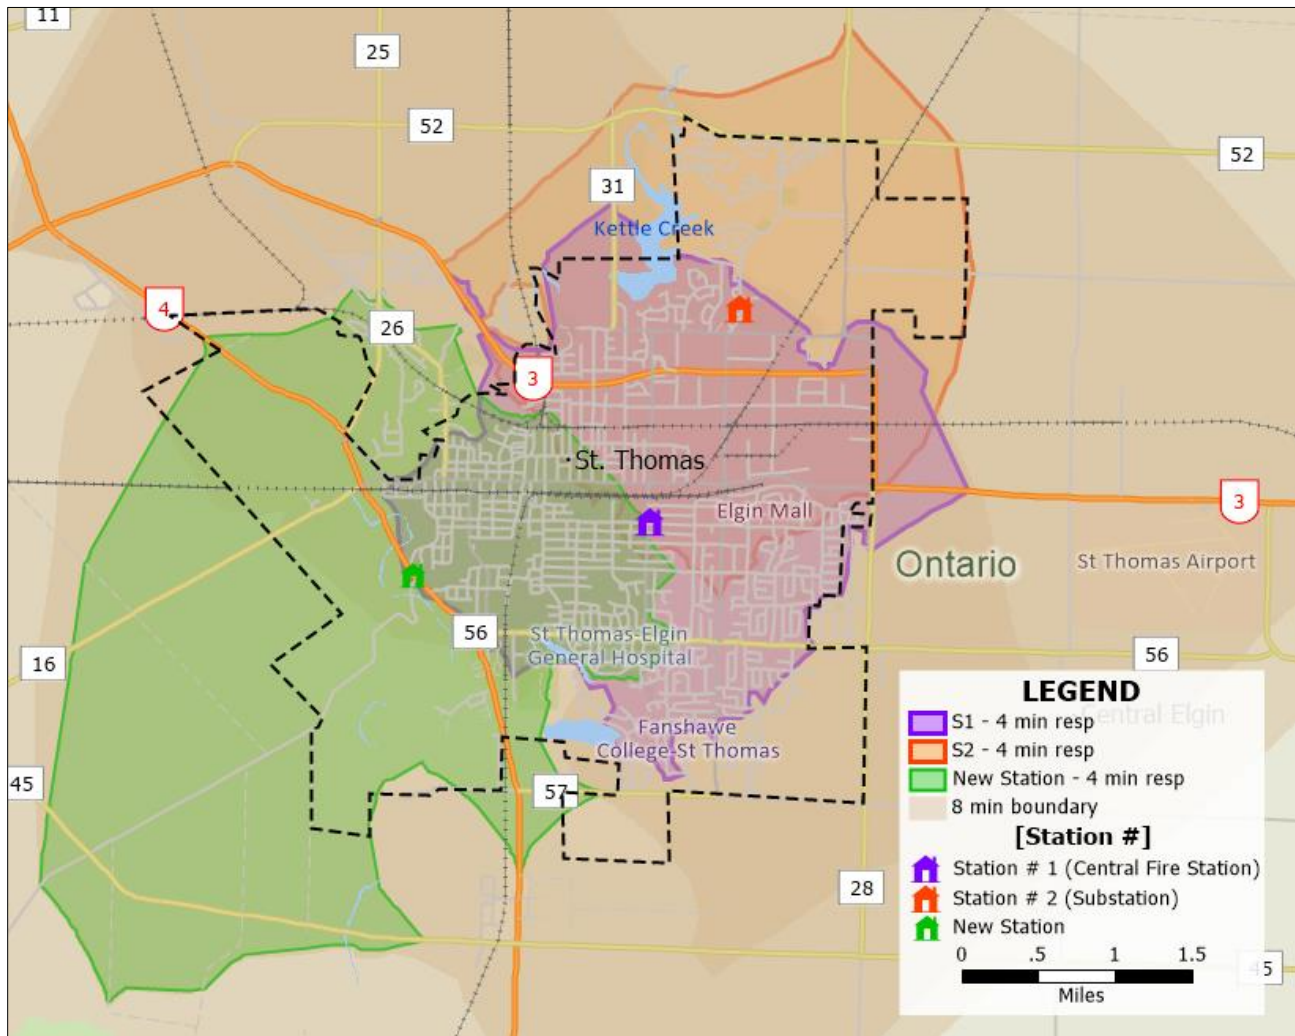 11
25
52
52
31
Kettle Creek
4
26
3
St. Thomas
Elgin Mall
3
Ontario
St Thomas Airport
56
St Thomas-Elgin
General Hospital
56
16
Fanshawe
College-St Thomas
45
57
28
LEGEND
S1 - 4 min resp
Central Elgin
S2 - 4 min resp
New Station - 4 min resp
8 min boundary
[Station #]
Station # 1 (Central Fire Station)
Station # 2 (Substation)
New Station
0 .5 1 1.5
Miles
45